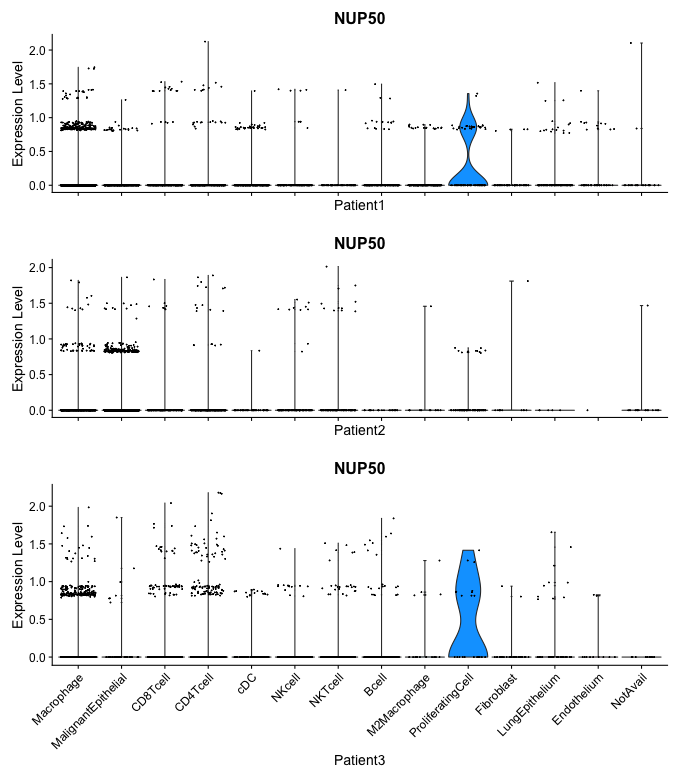 NUP50
Expression Level
2.0
1.5
1.0
0.5
0.0
Patient1
NUP50
Expression Level
2.0
1.5
1.0
0.5
0.0
Patient2
NUP50
Expression Level
2.0
1.5
1.0
0.5
0.0
Macrophage
MalignantEpithelial
CD8Tcell
CD4Tcell
cDC
NKcell
NKTcell
Bcell
M2Macrophage
ProliferatingCell
Fibroblast
LungEpithelium
Endothelium
NotAvail
Patient3